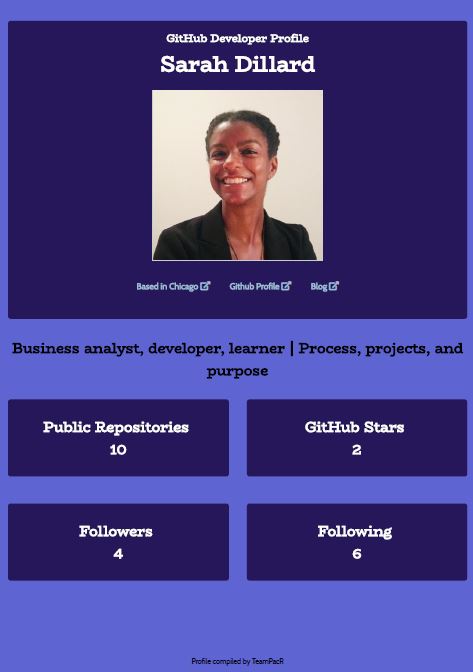 GitHub Developer Profile
Sarah Dillard
Based in Chicago
Github Profile
Blog
Business analyst, developer, learner | Process, projects, and
purpose
Public Repositories
10
GitHub Stars
2
Followers
4
Following
6
Profile compiled by TeamPacR